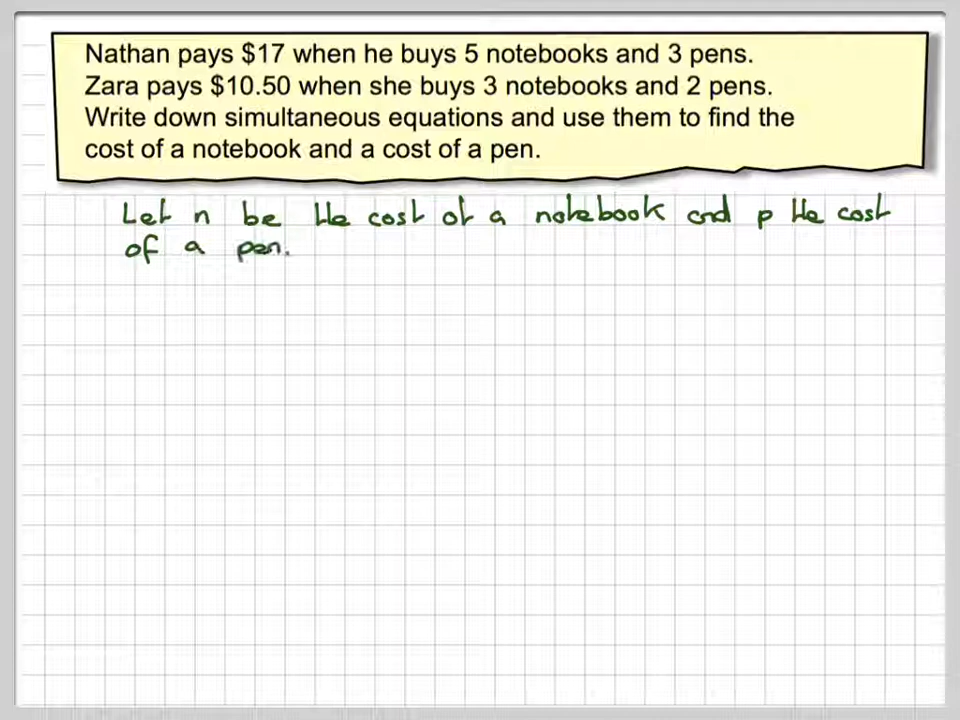 Nathan pays $17 when he buys 5 notebooks and 3 pens.
Zara pays $10.50 when she buys 3 notebooks and 2 pens.
Write down simultaneous equations and use them to find the
cost of a notebook and a cost of a pen.
Let n be the cost of a notebook and p the cost
of a pen.